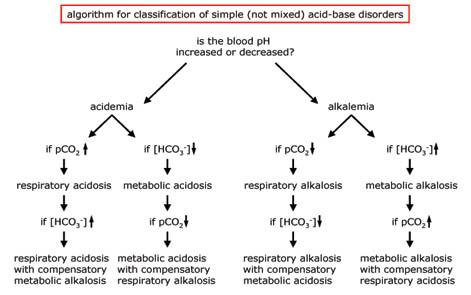 algorithm for classification of simple (not mixed) acid-base disorders
is the blood pH
increased or decreased?
acidemia
alkalemia
if pCO₂ ⬆
if [HCO₃⁻] ⬇
if pCO₂ ⬇
if [HCO₃⁻] ⬆
respiratory acidosis
metabolic acidosis
respiratory alkalosis
metabolic alkalosis
if [HCO₃⁻] ⬆
if pCO₂ ⬇
if [HCO₃⁻] ⬇
if pCO₂ ⬆
respiratory acidosis
with compensatory
metabolic alkalosis
metabolic acidosis
with compensatory
respiratory alkalosis
respiratory alkalosis
with compensatory
metabolic acidosis
metabolic alkalosis
with compensatory
respiratory acidosis